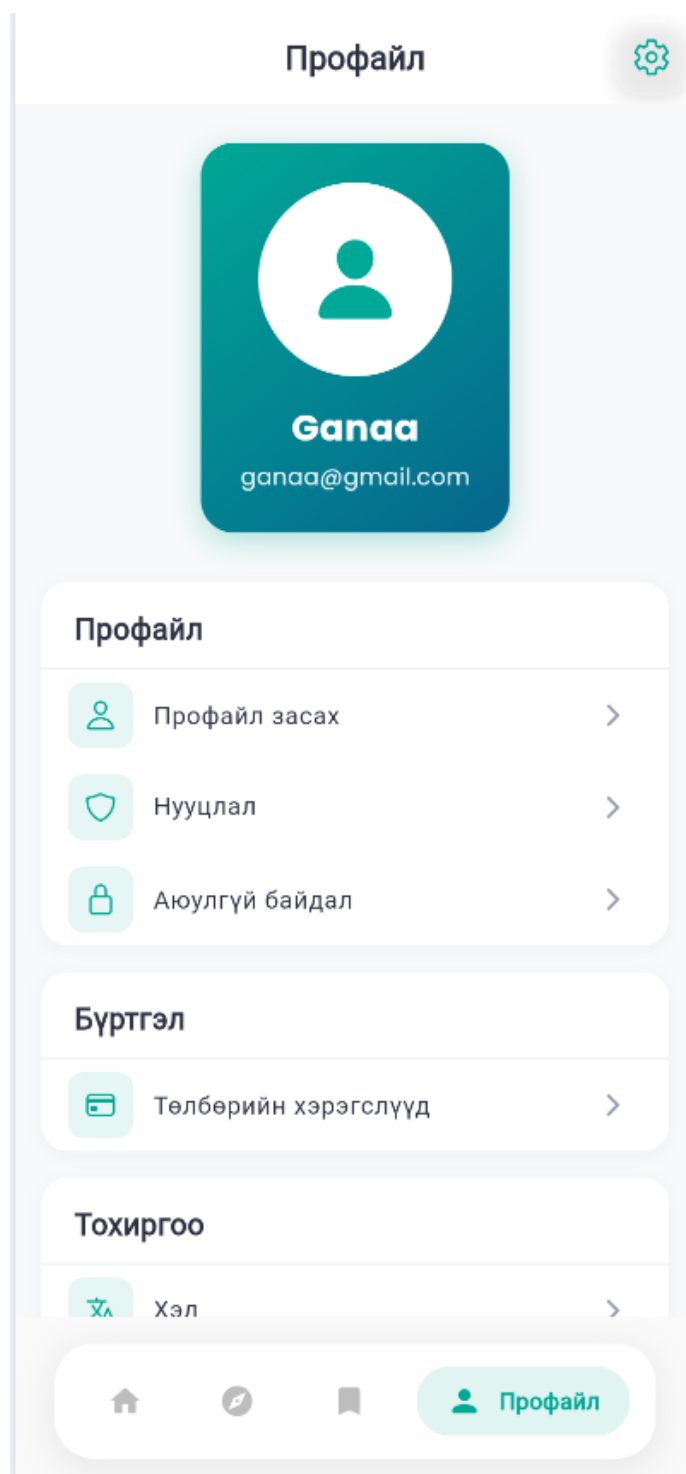 Профайл
Ganaa
ganaa@gmail.com
Профайл
Профайл засах
Нууцлал
Аюулгүй байдал
Бүртгэл
Төлбөрийн хэрэгслүүд
Тохиргоо
Хэл
Профайл